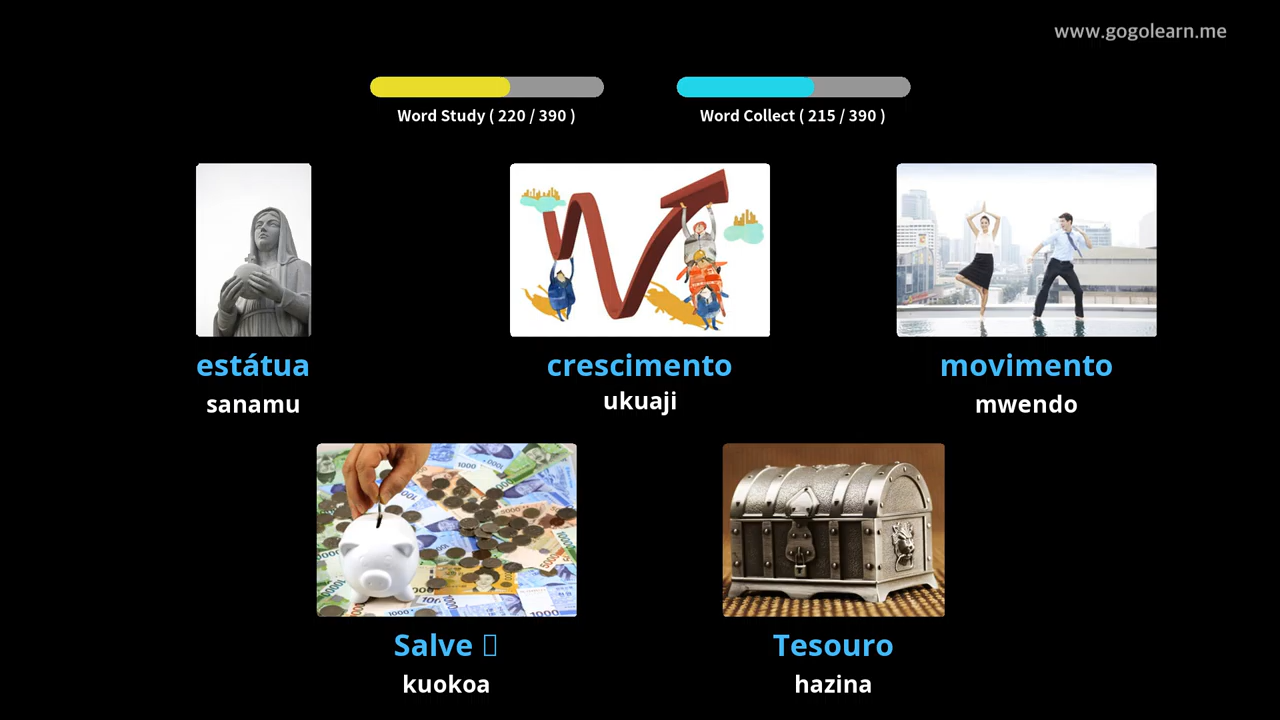 www.gogolearn.me
Word Study ( 220 / 390 )
Word Collect ( 215 / 390 )
estátua
crescimento
movimento
sanamu
ukuaji
mwendo
Salve
Tesouro
kuokoa
hazina